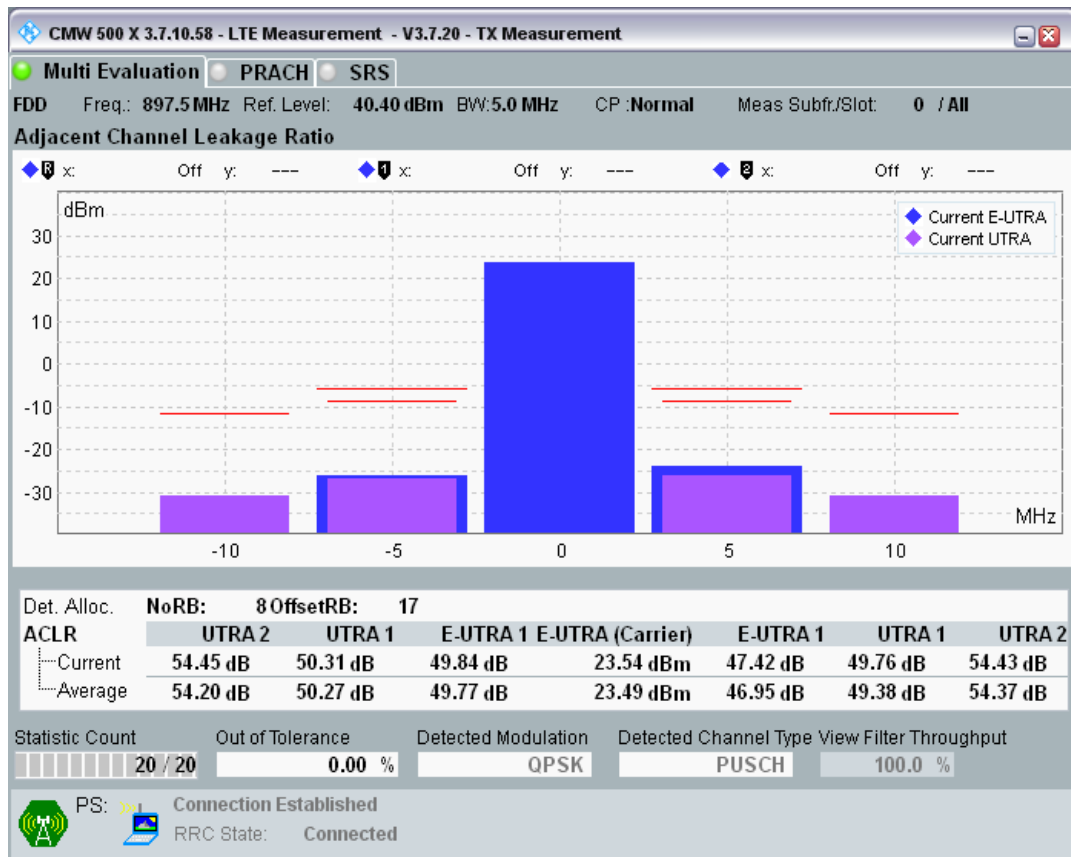 CMW 500 X 3.7.10.58 - LTE Measurement - V3.7.20 - TX Measurement
Multi Evaluation PRACH SRS
FDD Freq.: 897.5 MHz Ref. Level: 40.40 dBm BW:5.0 MHz CP :Normal Meas Subfr./Slot: 0 / All
Adjacent Channel Leakage Ratio
R x: Off y: --- 1 x: Off y: --- 2 x: Off y: ---
dBm
Current E-UTRA
Current UTRA
30
20
10
0
-10
-20
-30
MHz
-10 -5 0 5 10
Det. Alloc. NoRB: 8 OffsetRB: 17
ACLR UTRA 2 UTRA 1 E-UTRA 1 E-UTRA (Carrier) E-UTRA 1 UTRA 1 UTRA 2
Current 54.45 dB 50.31 dB 49.84 dB 23.54 dBm 47.42 dB 49.76 dB 54.43 dB
Average 54.20 dB 50.27 dB 49.77 dB 23.49 dBm 46.95 dB 49.38 dB 54.37 dB
Statistic Count Out of Tolerance Detected Modulation Detected Channel Type View Filter Throughput
20 / 20 0.00 % QPSK PUSCH 100.0 %
PS: Connection Established
RRC State: Connected